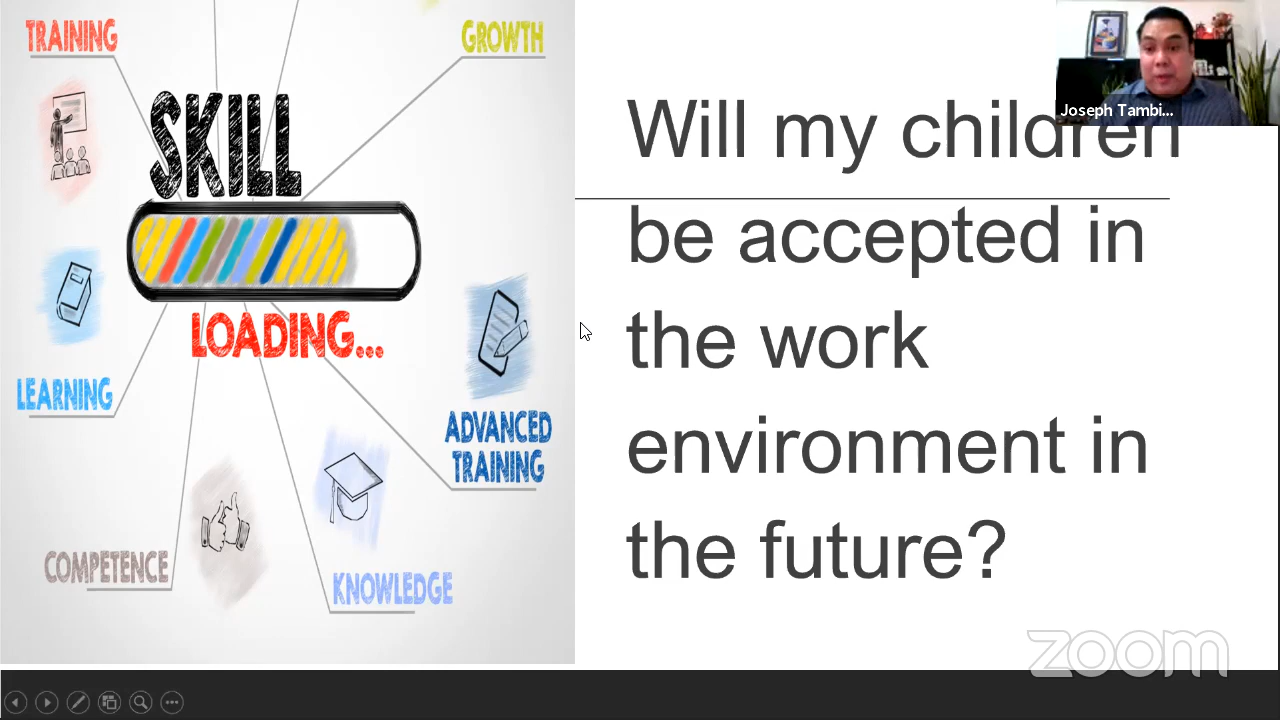 TRAINING
GROWTH
SKILL
LOADING...
LEARNING
ADVANCED
TRAINING
COMPETENCE
KNOWLEDGE
Joseph Tambi...
Will my children
be accepted in
the work
environment in
the future?
zoom